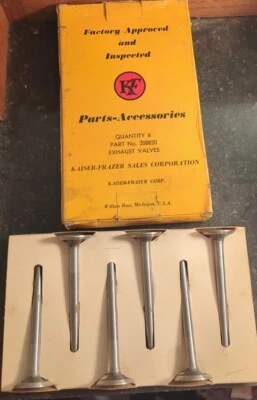 Factory Approved
and
Inspected
KF
Parts-Accessories
QUANTITY 6
PART No. 200820
EXHAUST VALVES
KAISER-FRAZER SALES CORPORATION
KAISER-FRAZER CORP.
Willow Run, Michigan, U.S.A.